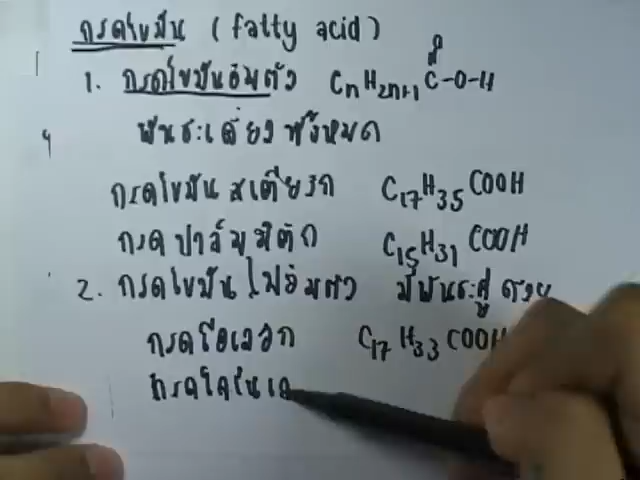 กรดไขมัน (fatty acid)
1. กรดไขมันอิ่มตัว CnH2n+1 C-O-H
O
พันธะเดี่ยวทั้งหมด
กรดไขมันสเตียริก C17H35COOH
กรดปาล์มมิติก C15H31COOH
2. กรดไขมันไม่อิ่มตัว มีพันธะคู่ด้วย
กรดโอเลอิก C17H33COOH